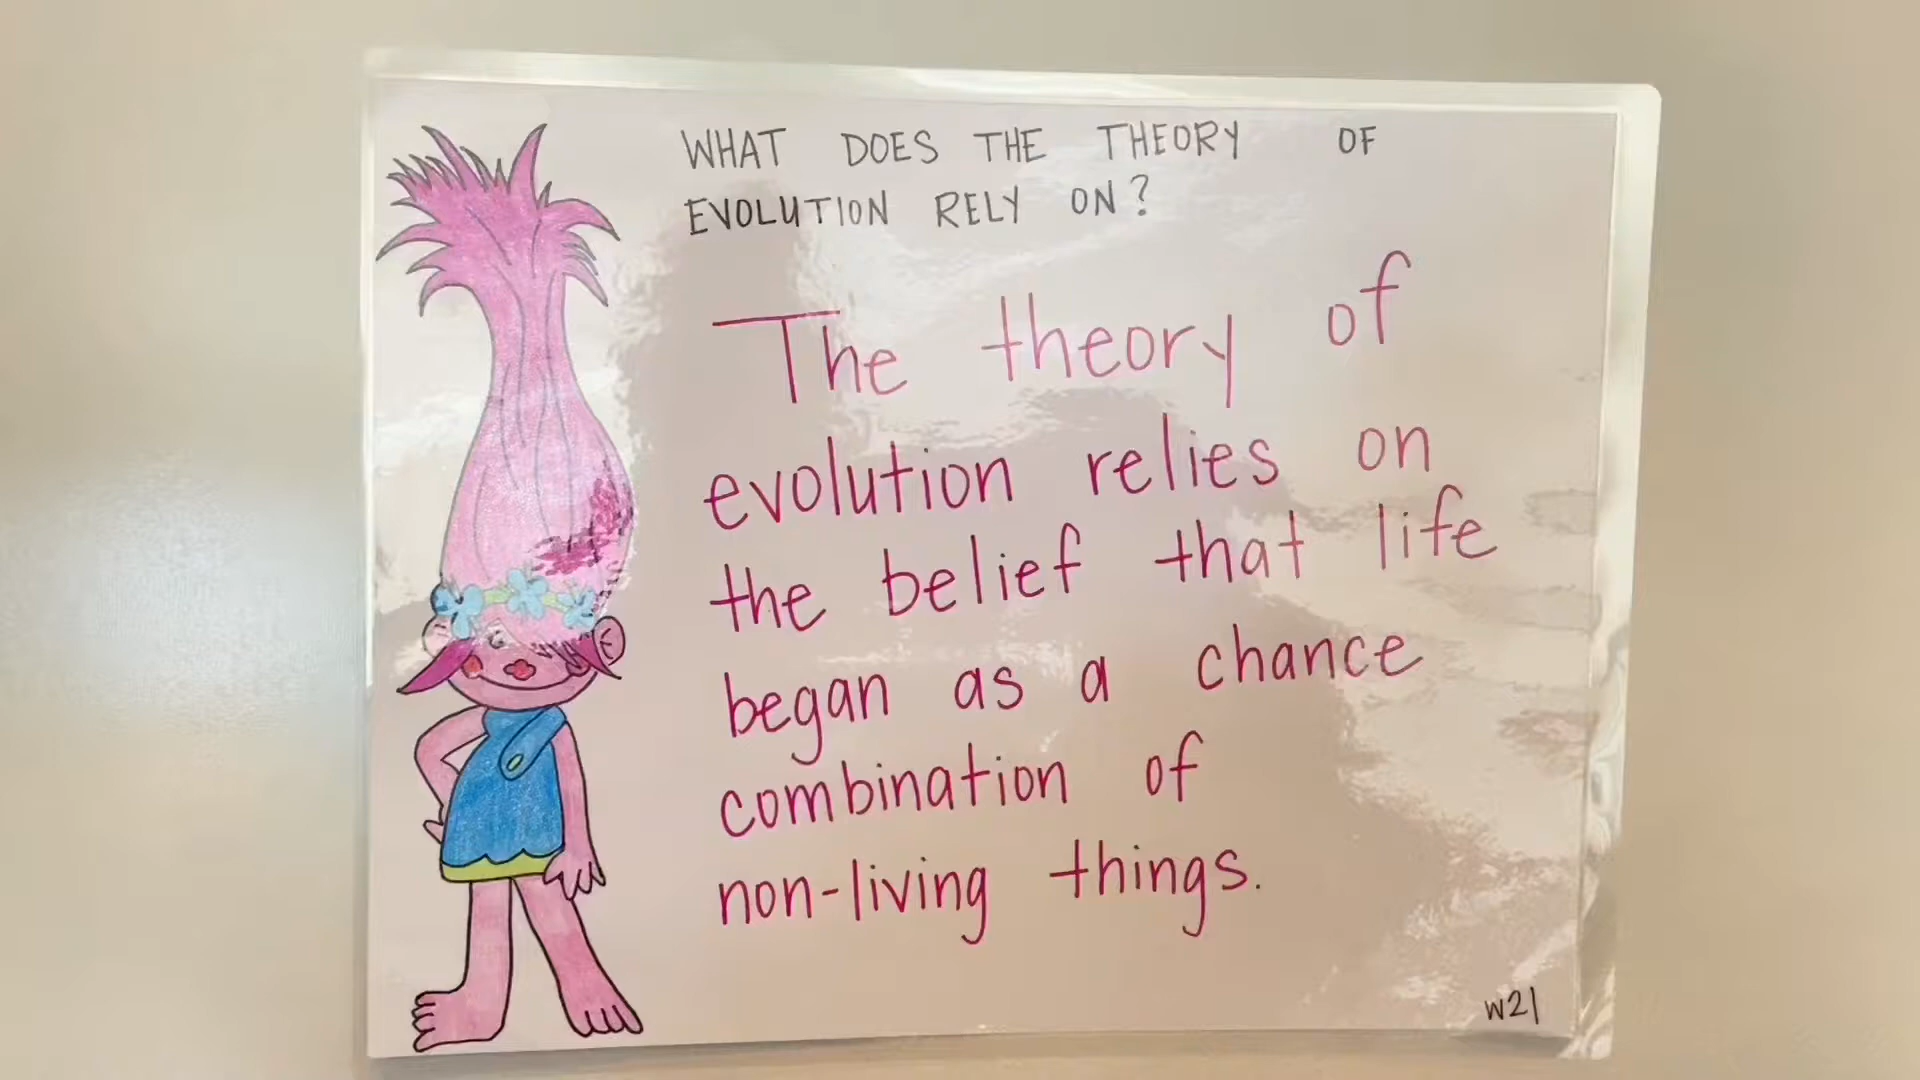 WHAT DOES THE THEORY OF
EVOLUTION RELY ON?
The theory of
evolution relies on
the belief that life
began as a chance
combination of
non-living things.
W21